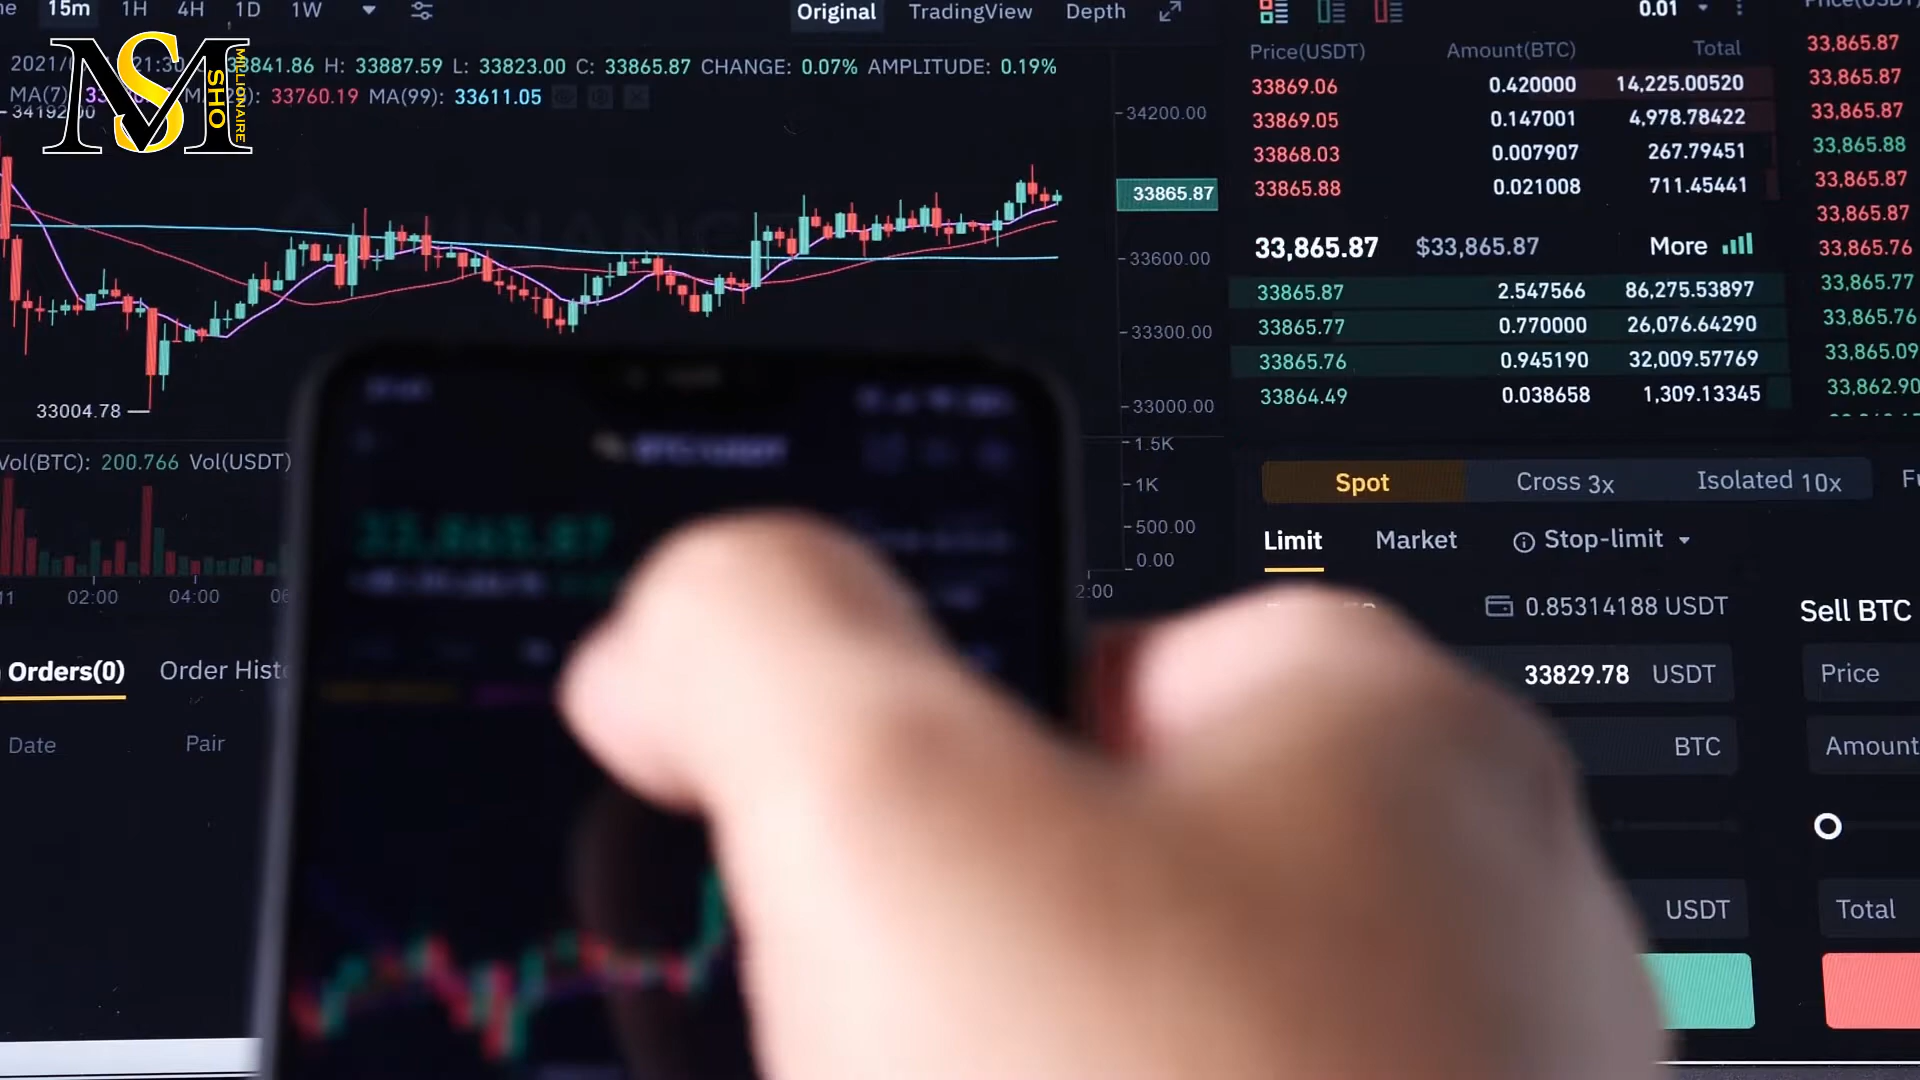 15m 1H 4H 1D 1W
Original TradingView Depth
0.01
MS
SHO
MILLIONAIRE
H: 33887.59 L: 33823.00 C: 33865.87 CHANGE: 0.07% AMPLITUDE: 0.19%
MA(7) 33760.19 MA(99): 33611.05
34200.00
33865.87
33600.00
33300.00
33000.00
33004.78
Vol(BTC): 200.766 Vol(USDT)
1.5K
1K
500.00
0.00
02:00 04:00
Orders(0)
Date Pair
Price(USDT) Amount(BTC) Total
33869.06 0.420000 14,225.00520
33869.05 0.147001 4,978.78422
33868.03 0.007907 267.79451
33865.88 0.021008 711.45441
33,865.87 $33,865.87 More
33865.87 2.547566 86,275.53897
33865.77 0.770000 26,076.64290
33865.76 0.945190 32,009.57769
33864.49 0.038658 1,309.13345
33,865.87
33,865.87
33,865.87
33,865.88
33,865.87
33,865.87
33,865.76
33,865.77
33,865.76
33,865.09
33,862.90
Spot Cross 3x Isolated 10x
Limit Market Stop-limit
0.85314188 USDT
33829.78 USDT
BTC
USDT
Sell BTC
Price
Amount
Total
33,865.87